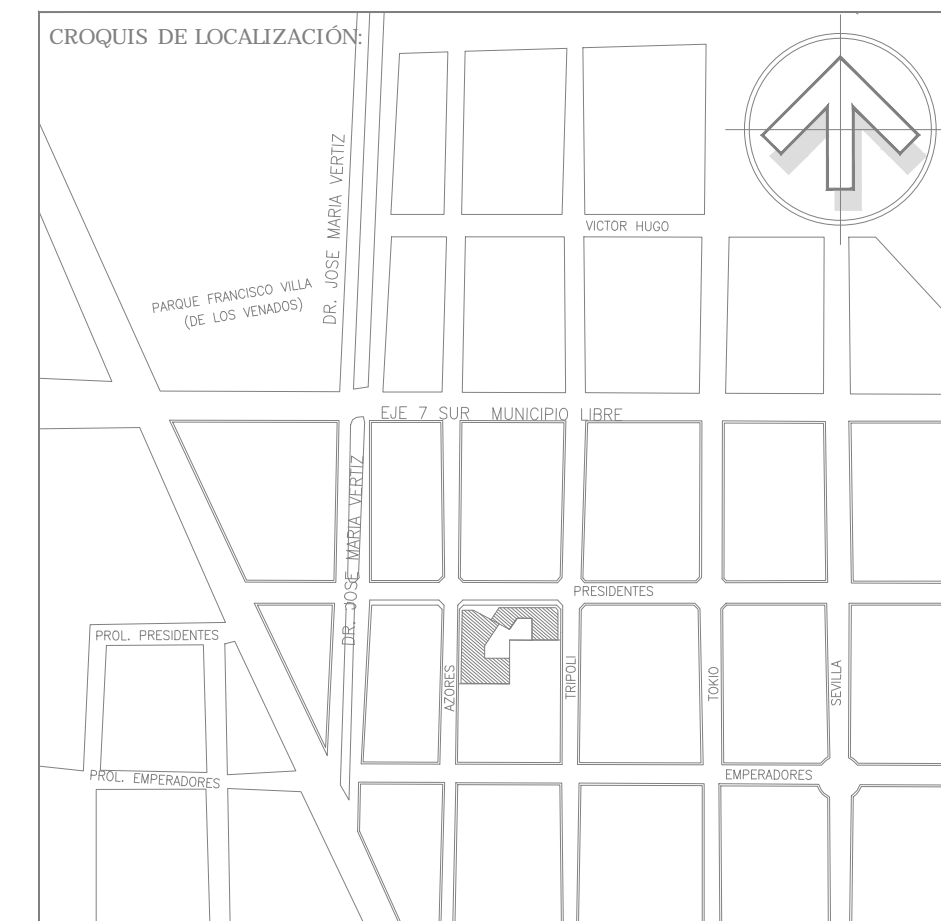 CROQUIS DE LOCALIZACIÓN:
DR. JOSE MARIA VERTIZ
VICTOR HUGO
PARQUE FRANCISCO VILLA
(DE LOS VENADOS)
EJE 7 SUR MUNICIPIO LIBRE
DR. JOSE MARIA VERTIZ
PRESIDENTES
PROL. PRESIDENTES
AZORES
TRIPOLI
TOKIO
SEVILLA
PROL. EMPERADORES
EMPERADORES